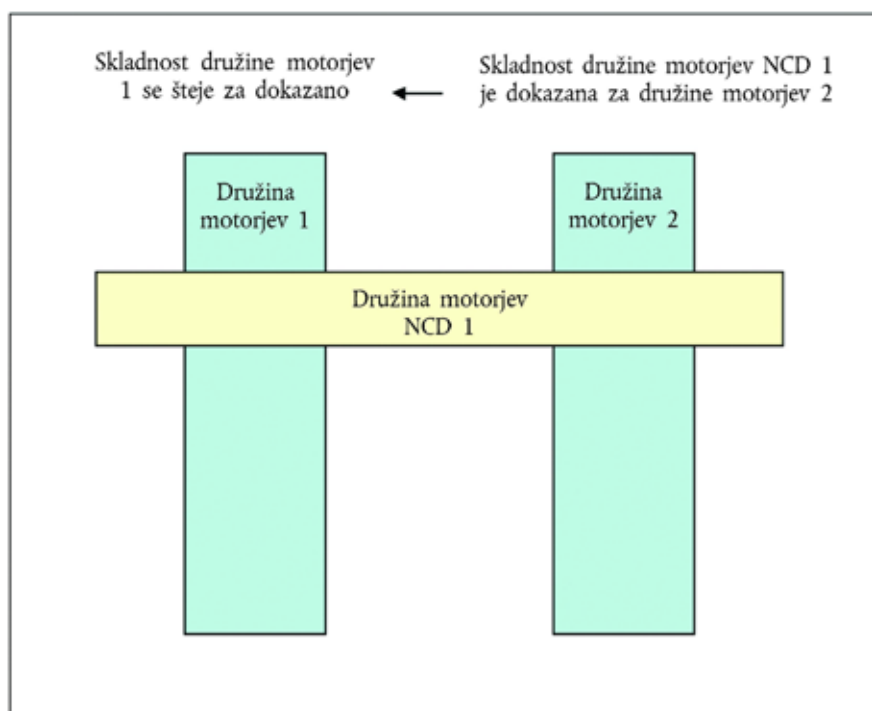 Skladnost družine motorjev
1 se šteje za dokazano
Skladnost družine motorjev NCD 1
je dokazana za družine motorjev 2
Družina
motorjev 1
Družina
motorjev 2
Družina motorjev
NCD 1